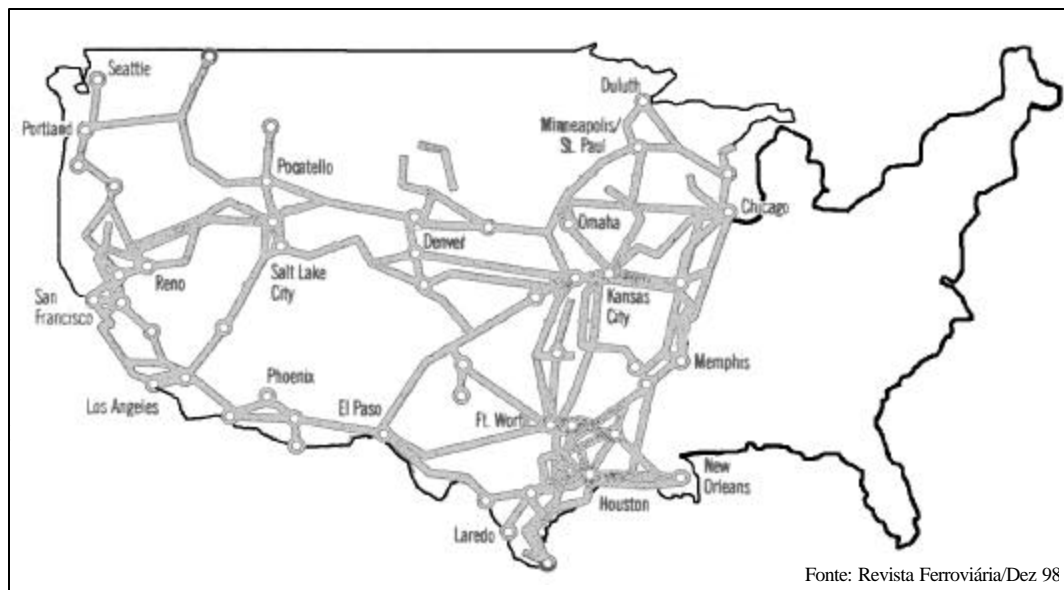 Seattle
Duluth
Portland
Minneapolis/
St. Paul
Pocatello
Chicago
Omaha
Denver
Reno
Salt Lake
City
San
Francisco
Kansas
City
Memphis
Phoenix
Los Angeles
El Paso
Ft. Wort
New
Orleans
Houston
Laredo
Fonte: Revista Ferroviária/Dez 98